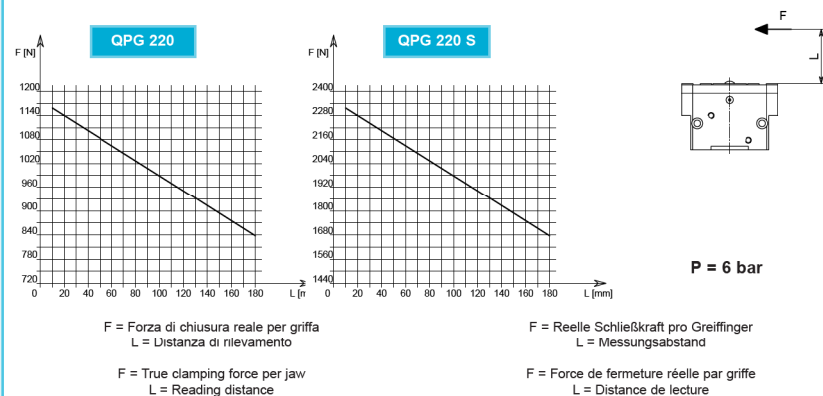 QPG 220
F [N]
1200
1140
1080
1020
960
900
840
780
720
0 20 40 60 80 100 120 140 160 180
L [m
QPG 220 S
F [N]
2400
2280
2160
2040
1920
1800
1680
1560
1440
0 20 40 60 80 100 120 140 160 180
L [mm]
F
L
P = 6 bar
F = Forza di chiusura reale per griffa
L = Distanza di rilevamento
F = True clamping force per jaw
L = Reading distance
F = Reelle Schließkraft pro Greiffinger
L = Messungsabstand
F = Force de fermeture réelle par griffe
L = Distance de lecture